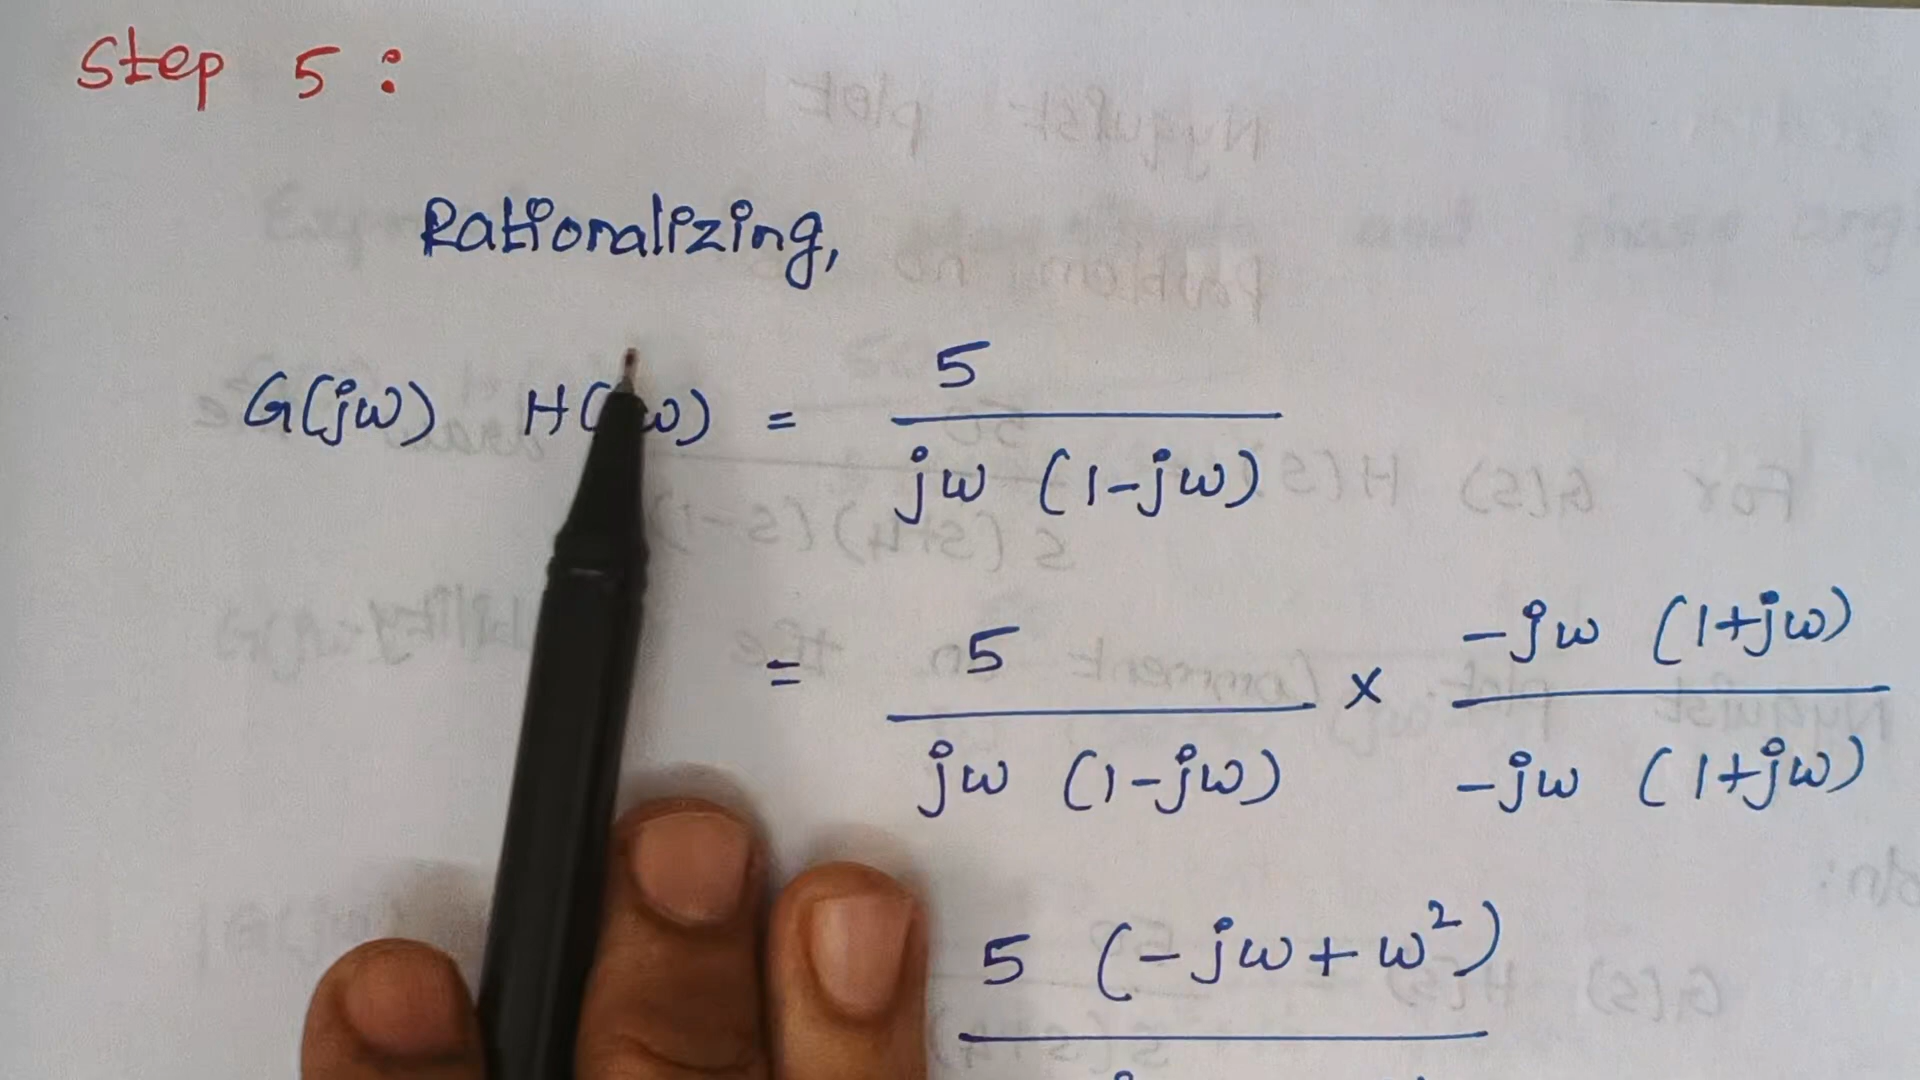 Step 5 :
Rationalizing,
G(jω) H(jω) = 5 / jω (1-jω)
= 5 / jω (1-jω) × -jω (1+jω) / -jω (1+jω)
5 (-jω + ω²)